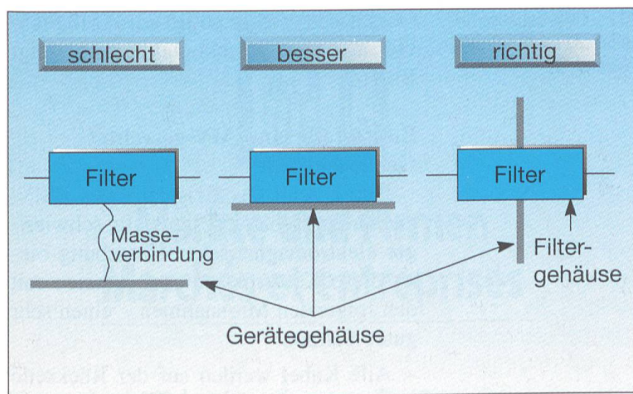 schlecht
besser
richtig
Filter
Filter
Filter
Masse-
verbindung
Filter-
gehäuse
Gerätegehäuse